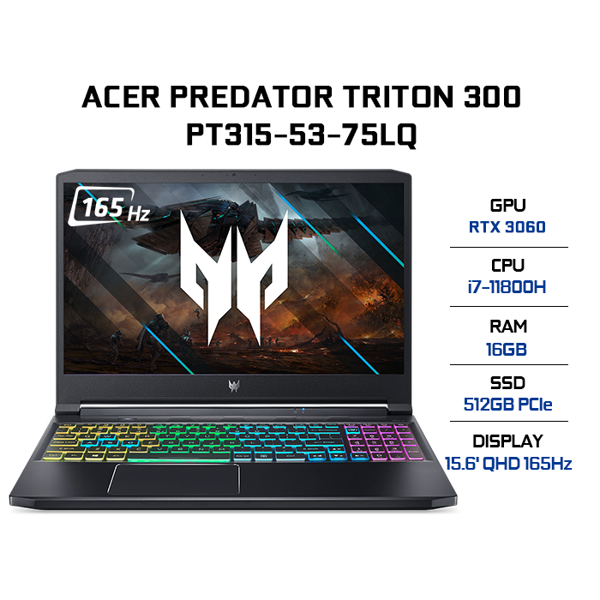 ACER PREDATOR TRITON 300
PT315-53-75LQ
165 Hz
GPU
RTX 3060
CPU
i7-11800H
RAM
16GB
SSD
512GB PCIe
DISPLAY
15.6' QHD 165Hz